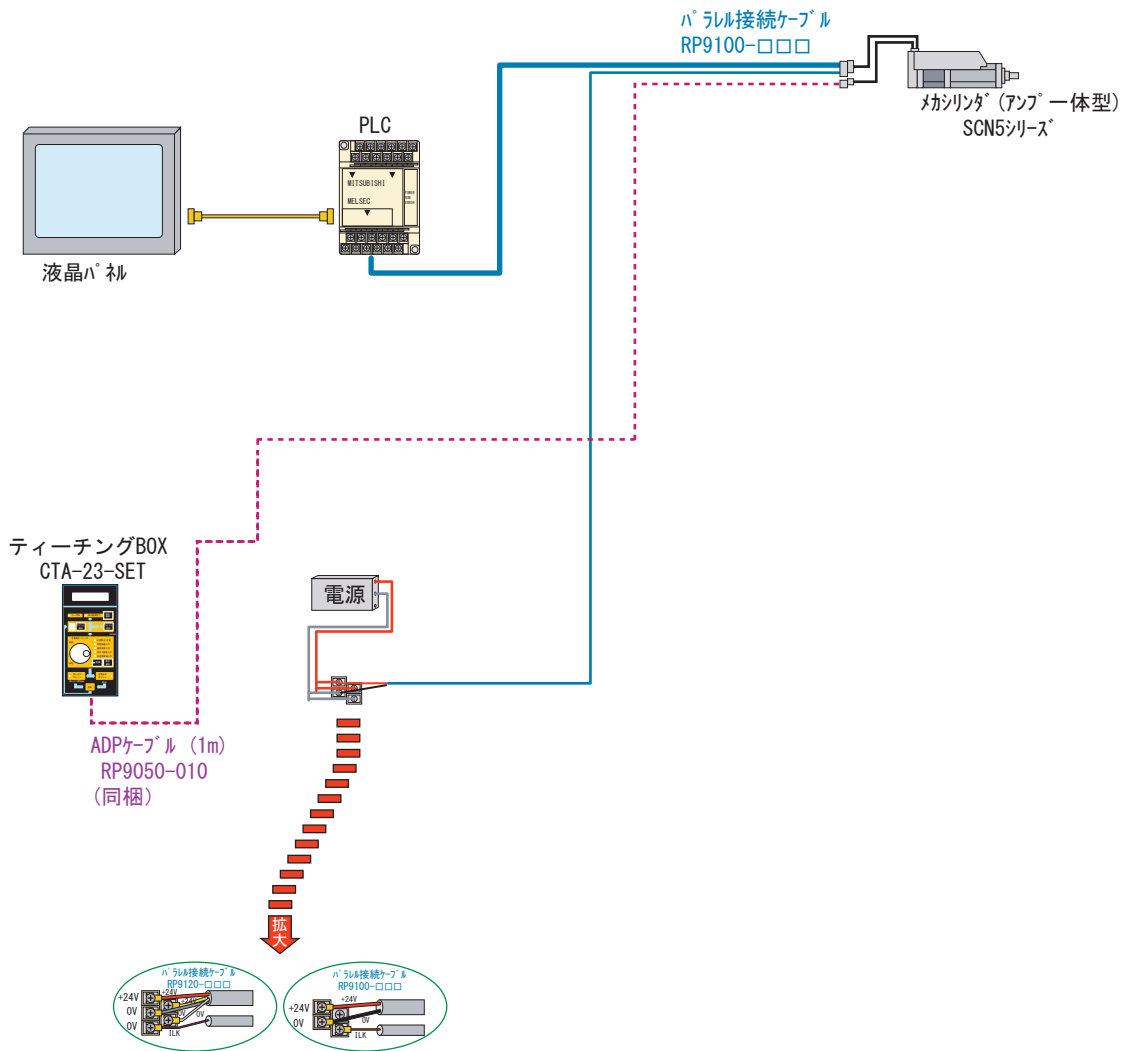 パラレル接続ケーブル
RP9100-□□□
メカシリンダ(アンプ一体型)
SCN5シリーズ
PLC
MITSUBISHI
MELSEC
液晶パネル
ティーチングBOX
CTA-23-SET
電源
ADPケーブル (1m)
RP9050-010
(同梱)
拡大
パラレル接続ケーブル
RP9120-□□□
+24V
+24V
0V
0V
0V
ILK
パラレル接続ケーブル
RP9100-□□□
+24V
+24V
0V
0V
ILK